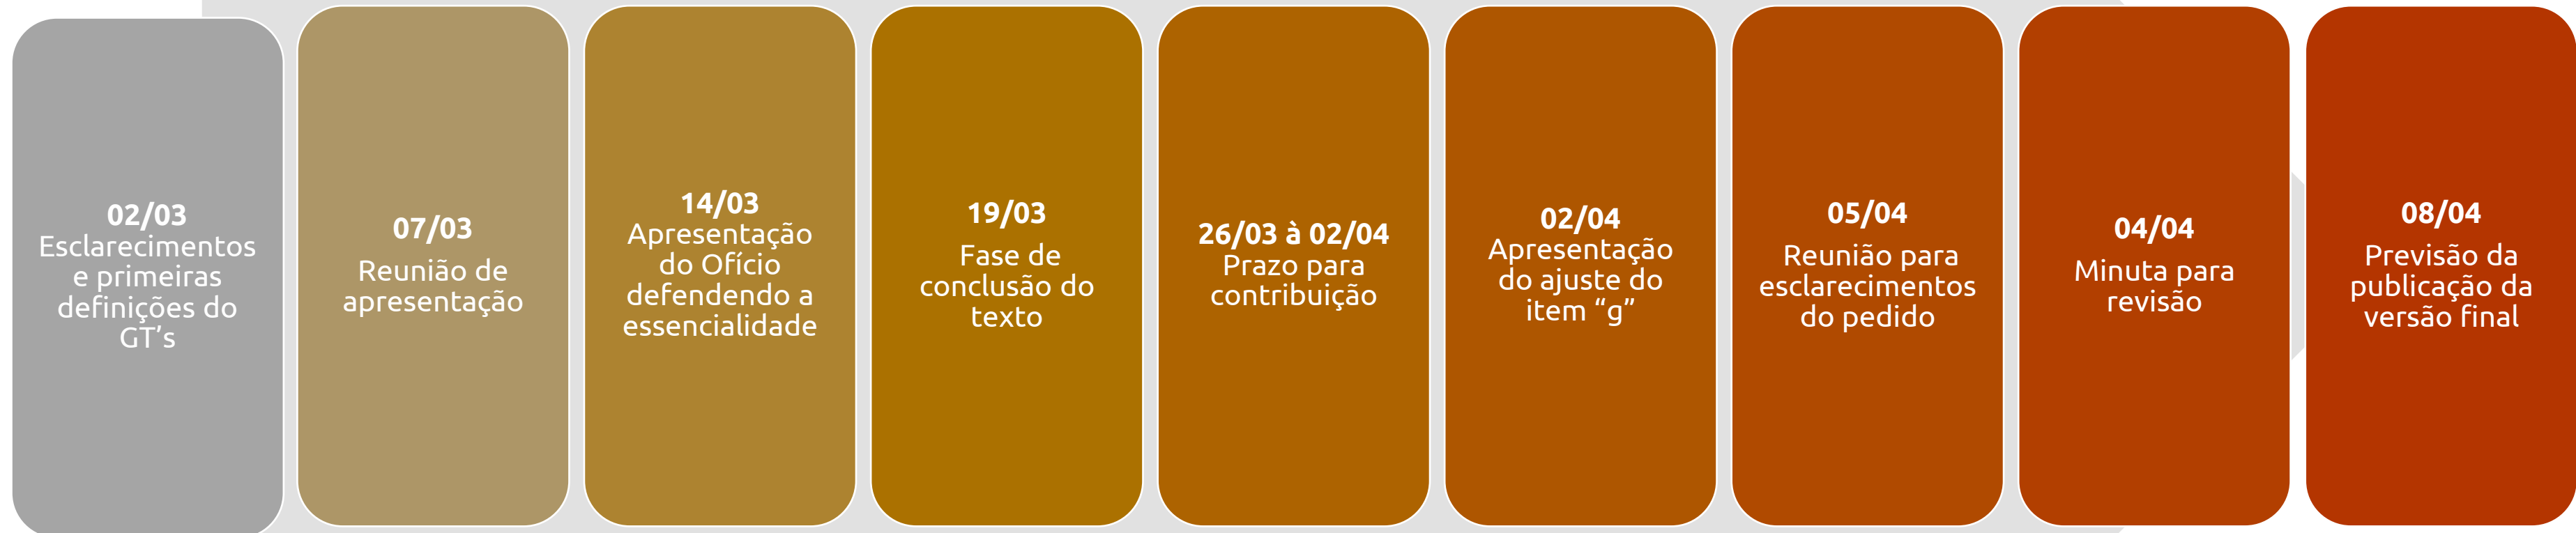 02/03
Esclarecimentos
e primeiras
definições do
GT’s
07/03
Reunião de
apresentação
14/03
Apresentação
do Ofício
defendendo a
essencialidade
19/03
Fase de
conclusão do
texto
26/03 à 02/04
Prazo para
contribuição
02/04
Apresentação
do ajuste do
item “g”
05/04
Reunião para
esclarecimentos
do pedido
04/04
Minuta para
revisão
08/04
Previsão da
publicação da
versão final